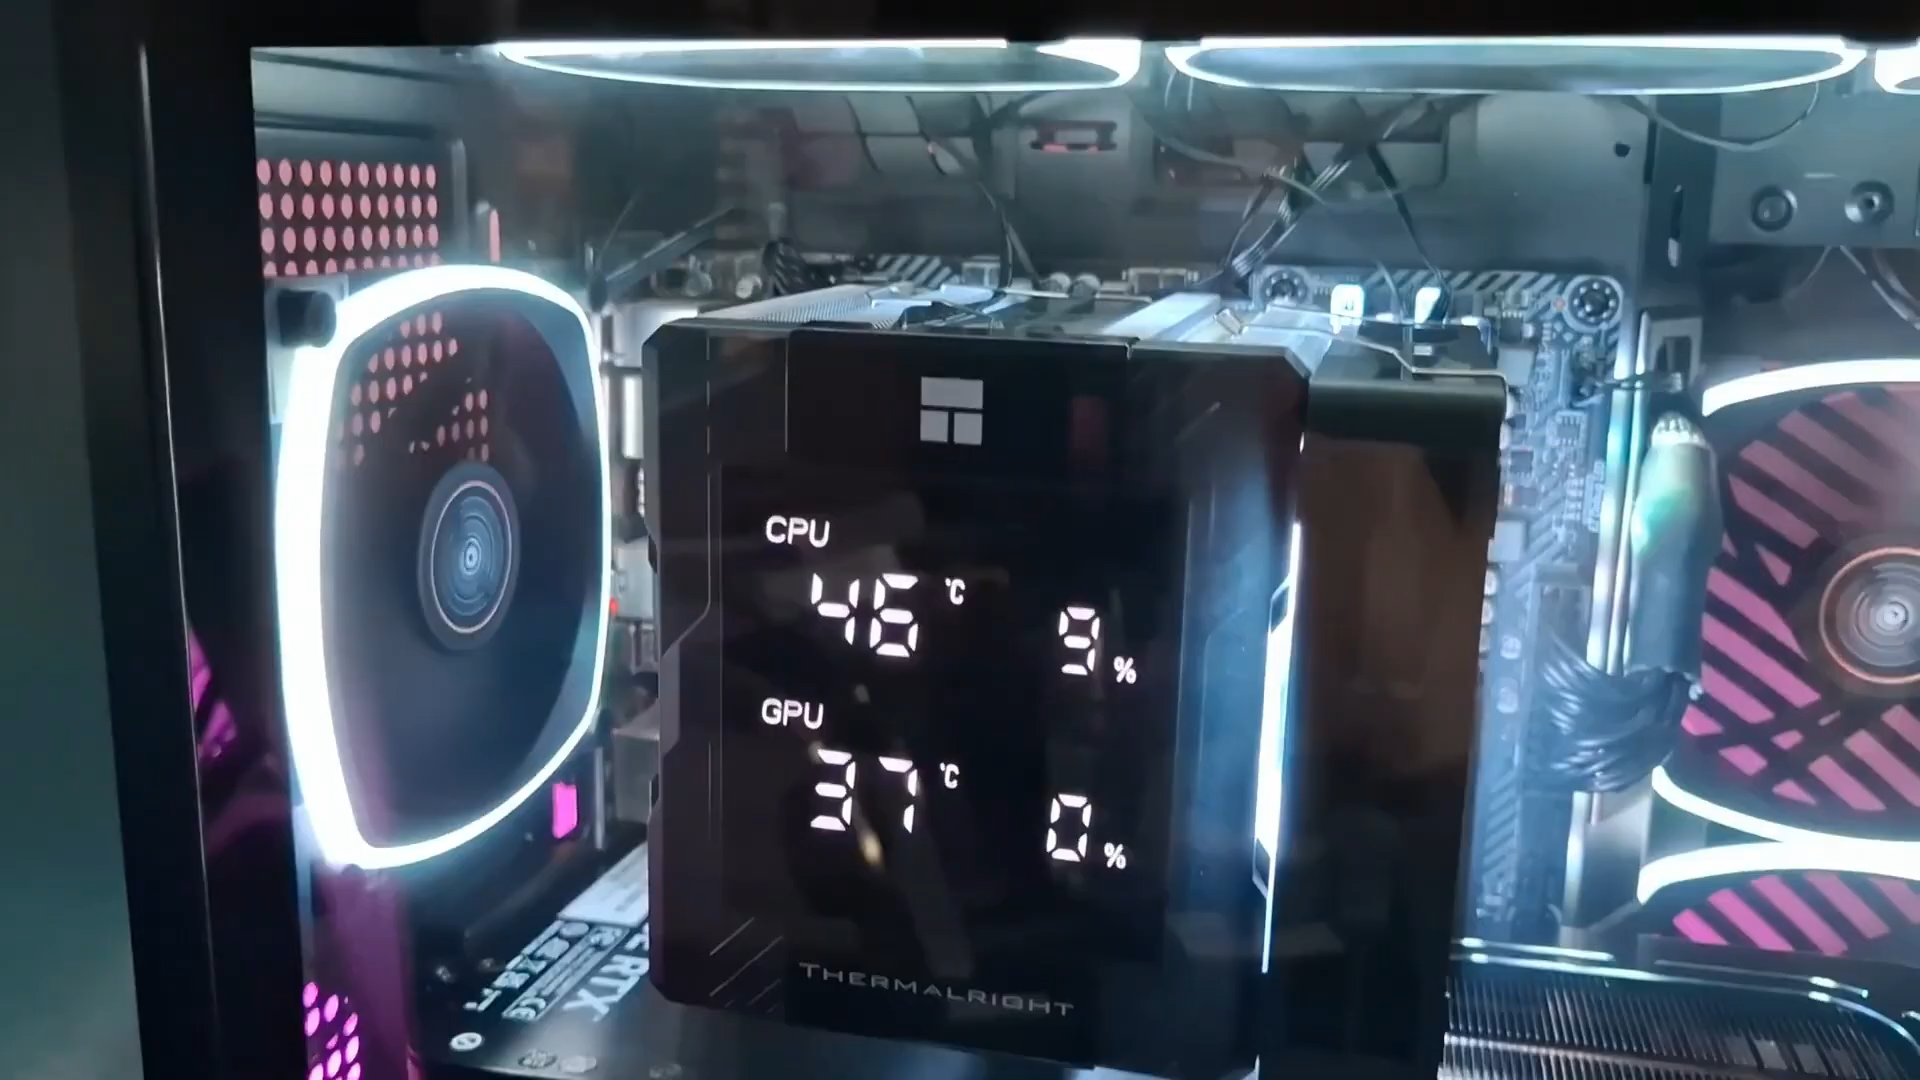 CPU
46 °C 9 %
GPU
37 °C 0 %
THERMALRIGHT
RTX